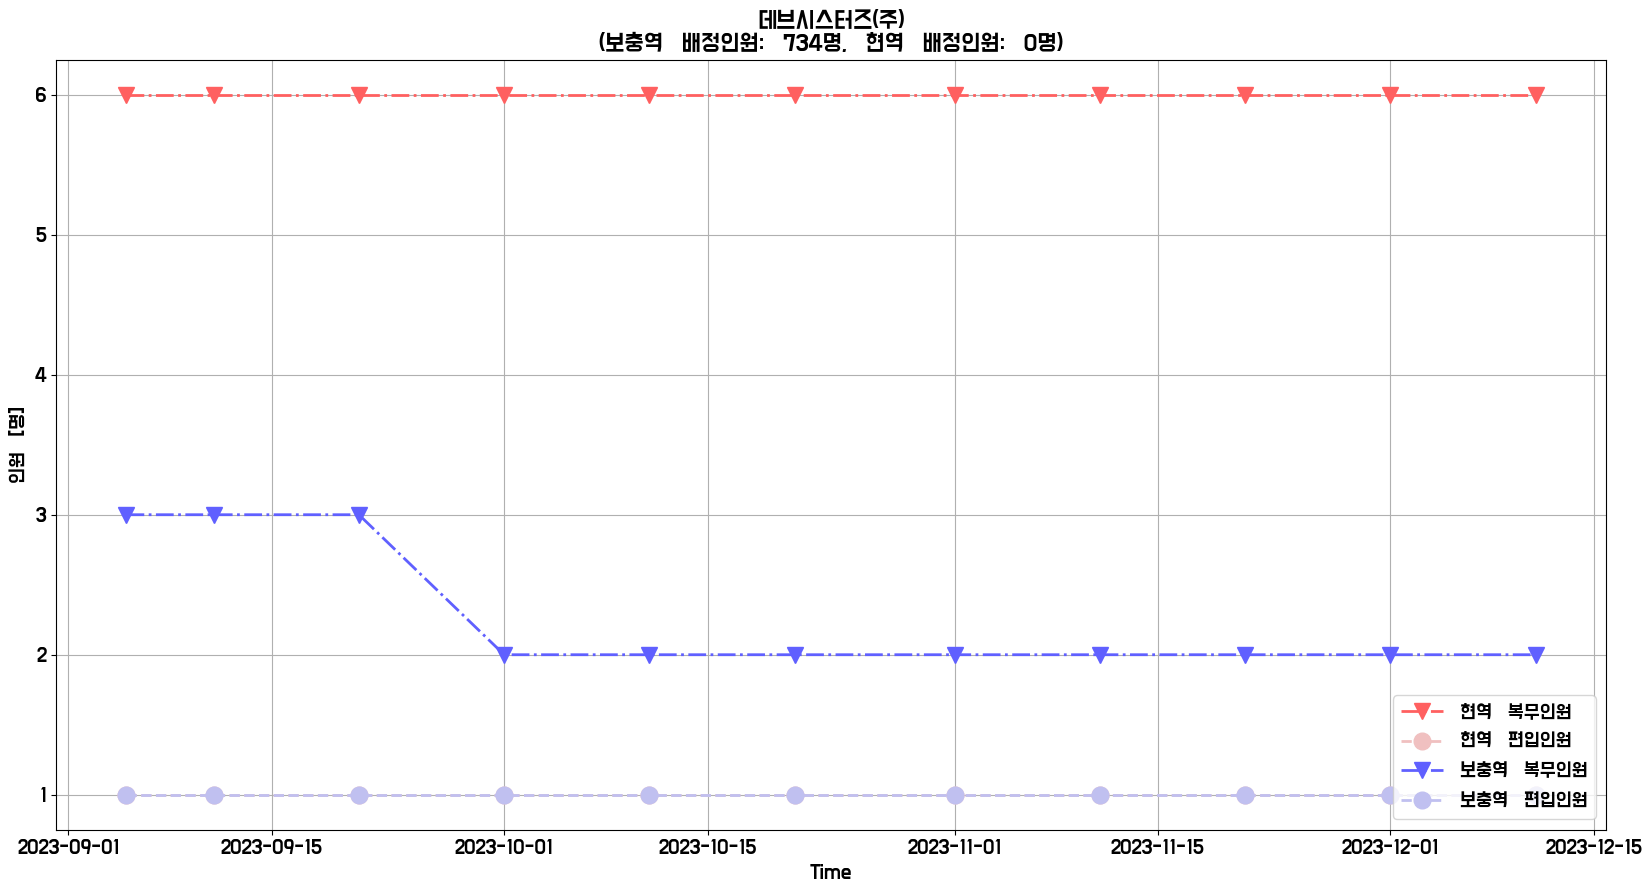 데브시스터즈(주)
(보충역 배정인원: 734명, 현역 배정인원: 0명)
6
5
4
3
2
1
인원 [명]
현역 복무인원
현역 편입인원
보충역 복무인원
보충역 편입인원
2023-09-01 2023-09-15 2023-10-01 2023-10-15 2023-11-01 2023-11-15 2023-12-01 2023-12-15
Time